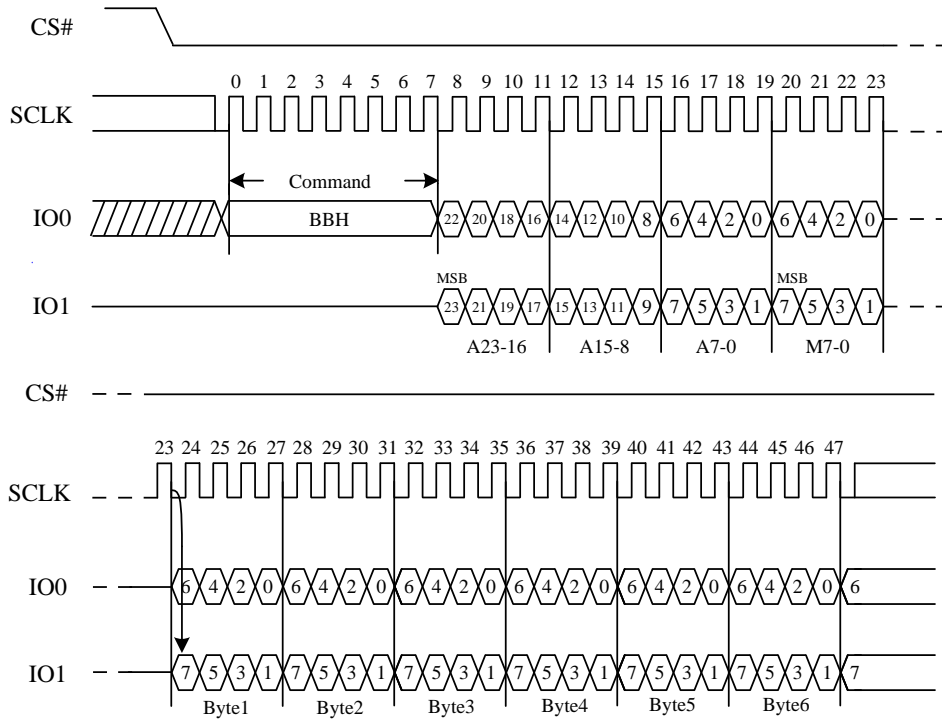 CS#
0 1 2 3 4 5 6 7 8 9 10 11 12 13 14 15 16 17 18 19 20 21 22 23
SCLK
Command
IO0 BBH 22 20 18 16 14 12 10 8 6 4 2 0 6 4 2 0
MSB MSB
IO1 23 21 19 17 15 13 11 9 7 5 3 1 7 5 3 1
A23-16 A15-8 A7-0 M7-0
CS#
23 24 25 26 27 28 29 30 31 32 33 34 35 36 37 38 39 40 41 42 43 44 45 46 47
SCLK
IO0 6 4 2 0 6 4 2 0 6 4 2 0 6 4 2 0 6 4 2 0 6 4 2 0 6
IO1 7 5 3 1 7 5 3 1 7 5 3 1 7 5 3 1 7 5 3 1 7 5 3 1 7
Byte1 Byte2 Byte3 Byte4 Byte5 Byte6